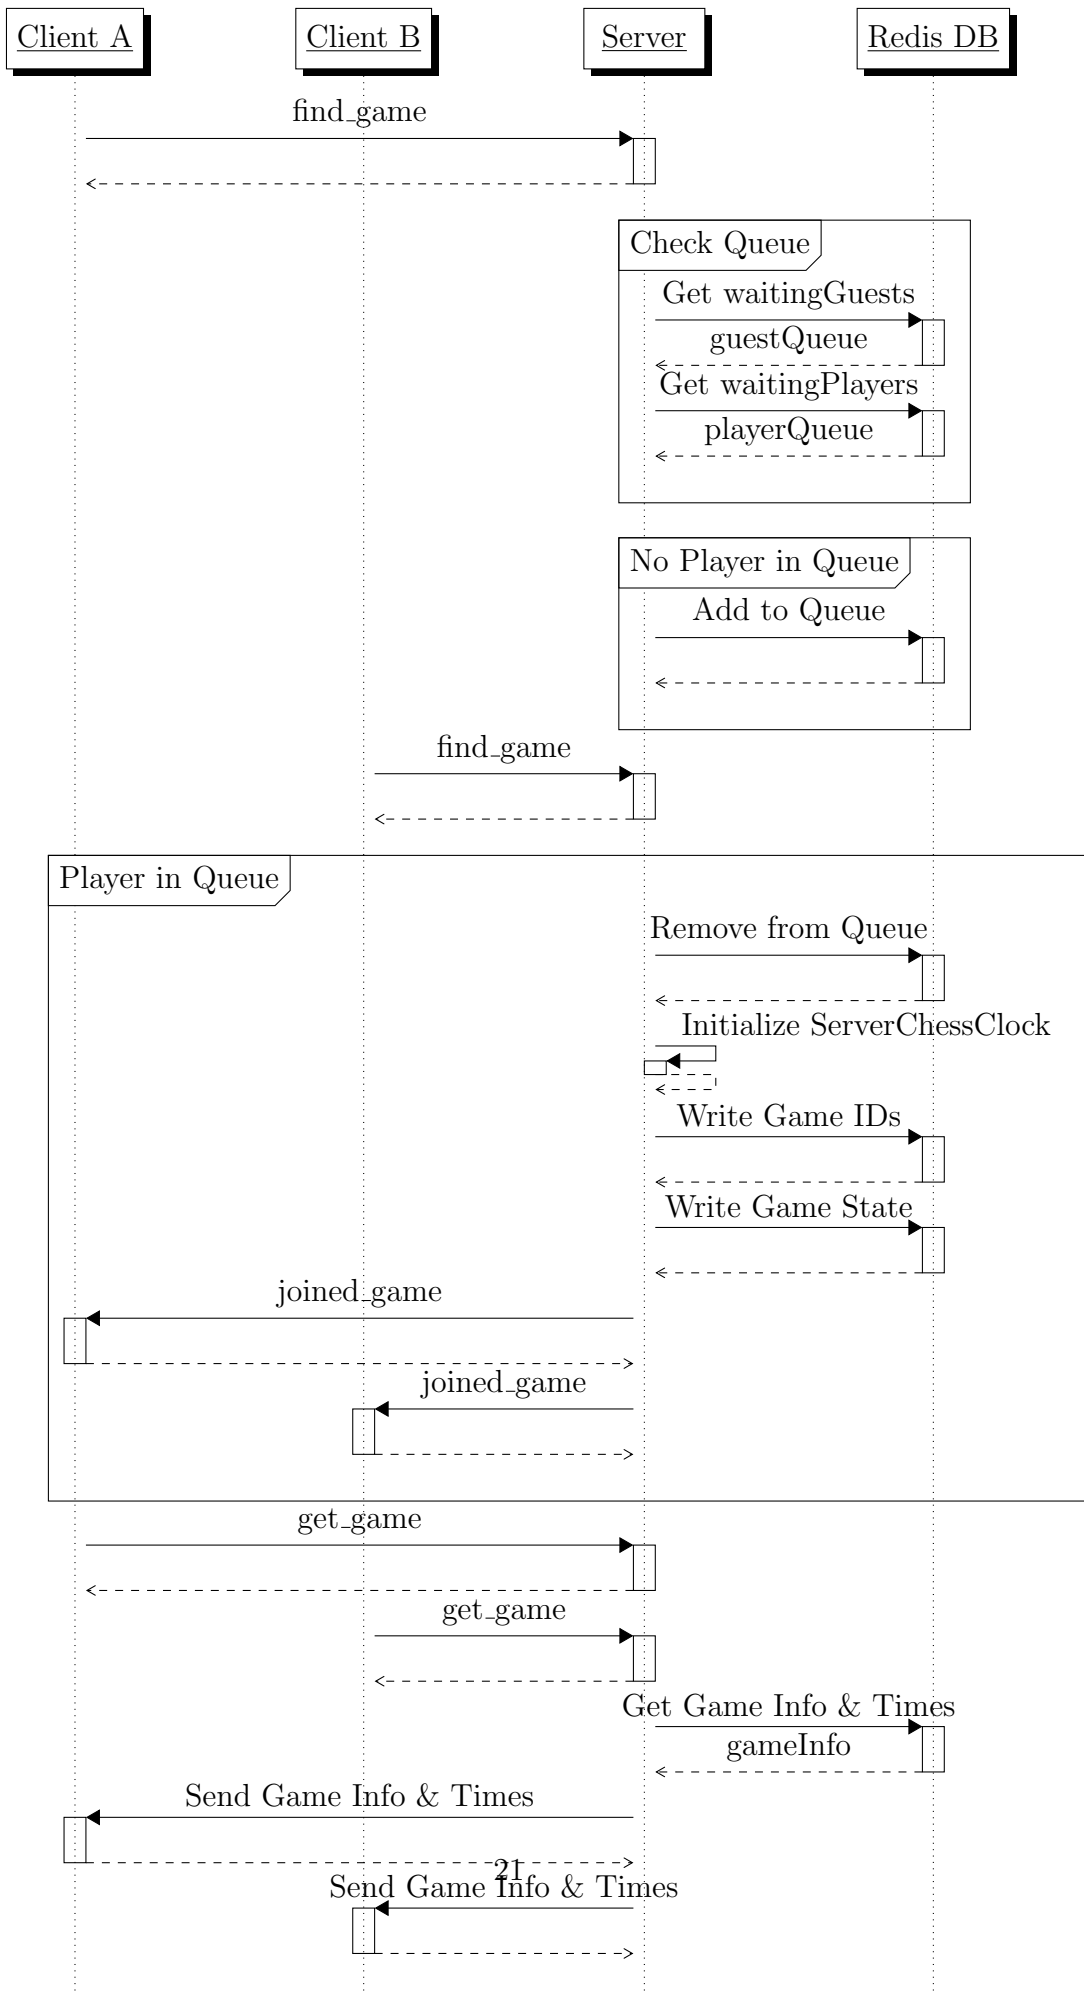 Client A
Client B
Server
Redis DB
find_game
Check Queue
Get waitingGuests
guestQueue
Get waitingPlayers
playerQueue
No Player in Queue
Add to Queue
find_game
Player in Queue
Remove from Queue
Initialize ServerChessClock
Write Game IDs
Write Game State
joined_game
joined_game
get_game
get_game
Get Game Info & Times
gameInfo
Send Game Info & Times
21
Send Game Info & Times